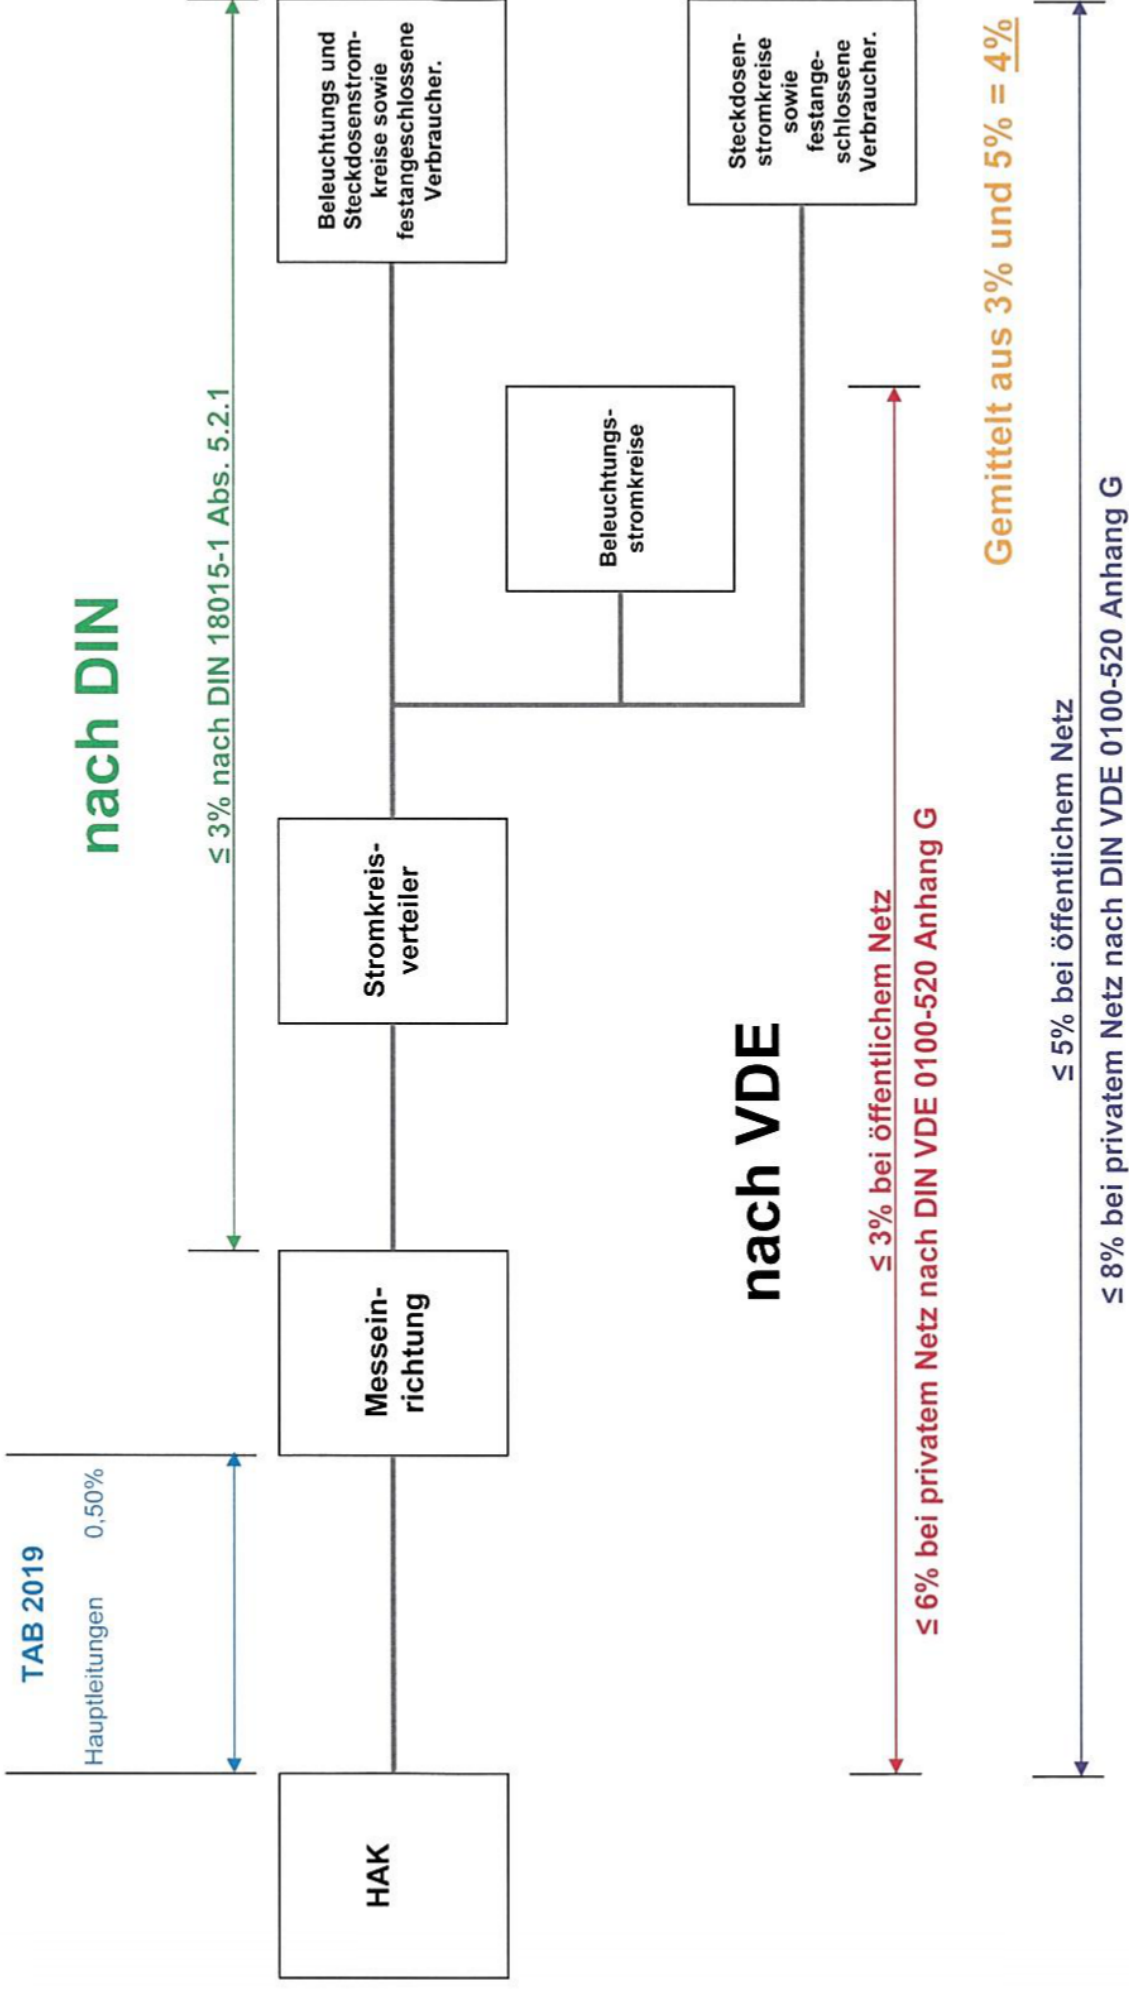 nach DIN
TAB 2019
Hauptleitungen 0,50%
≤ 3% nach DIN 18015-1 Abs. 5.2.1
HAK
Messein-
richtung
Stromkreis-
verteiler
Beleuchtungs und
Steckdosenstrom-
kreise sowie
festangeschlossene
Verbraucher.
Beleuchtungs-
stromkreise
Steckdosen-
stromkreise
sowie
festange-
schlossene
Verbraucher.
nach VDE
≤ 3% bei öffentlichem Netz
≤ 6% bei privatem Netz nach DIN VDE 0100-520 Anhang G
Gemittelt aus 3% und 5% = 4%
≤ 5% bei öffentlichem Netz
≤ 8% bei privatem Netz nach DIN VDE 0100-520 Anhang G